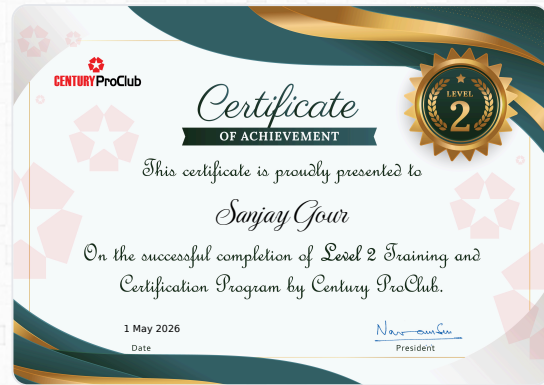 CENTURY ProClub
Certificate
OF ACHIEVEMENT
LEVEL
2
This certificate is proudly presented to
Sanjay Gour
On the successful completion of Level 2 Training and
Certification Program by Century ProClub.
1 May 2026
Date
President